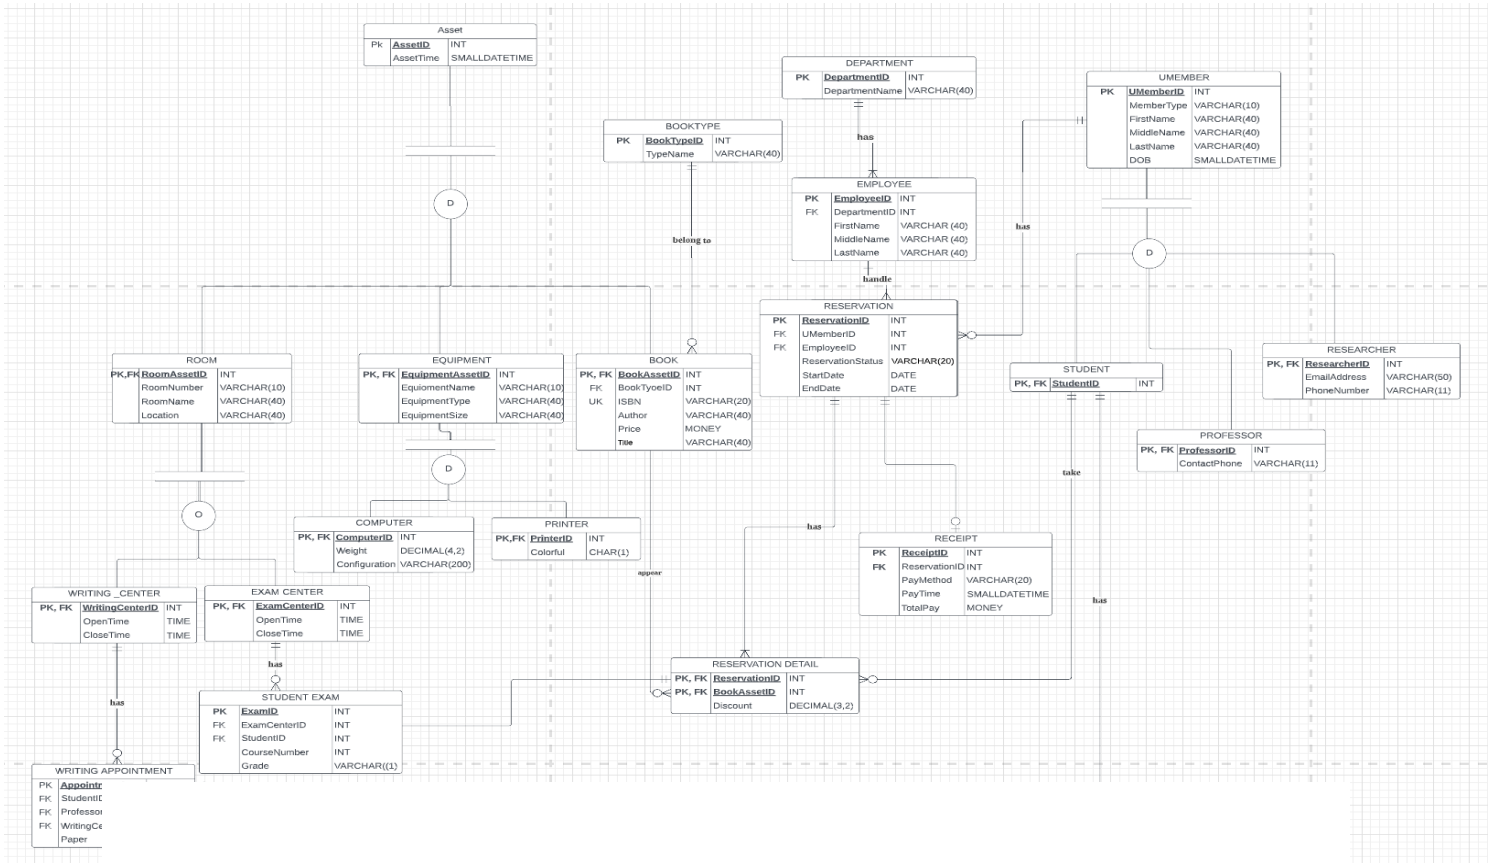 Asset
Pk AssetID INT
AssetTime SMALLDATETIME
DEPARTMENT
PK DepartmentID INT
DepartmentName VARCHAR(40)
UMEMBER
PK UMemberID INT
MemberType VARCHAR(10)
FirstName VARCHAR(40)
MiddleName VARCHAR(40)
LastName VARCHAR(40)
DOB SMALLDATETIME
BOOKTYPE
PK BookTypeID INT
TypeName VARCHAR(40)
has
EMPLOYEE
PK EmployeeID INT
FK DepartmentID INT
FirstName VARCHAR (40)
MiddleName VARCHAR (40)
LastName VARCHAR (40)
D
belong to
has
D
handle
RESERVATION
PK ReservationID INT
FK UMemberID INT
FK EmployeeID INT
ReservationStatus VARCHAR(20)
StartDate DATE
EndDate DATE
ROOM
PK,FK RoomAssetID INT
RoomNumber VARCHAR(10)
RoomName VARCHAR(40)
Location VARCHAR(40)
EQUIPMENT
PK, FK EquipmentAssetID INT
EquiomentName VARCHAR(10)
EquipmentType VARCHAR(40)
EquipmentSize VARCHAR(40)
BOOK
PK, FK BookAssetID INT
FK BookTyoeID INT
UK ISBN VARCHAR(20)
Author VARCHAR(40)
Price MONEY
Title VARCHAR(40)
STUDENT
PK, FK StudentID INT
RESEARCHER
PK, FK ResearcherID INT
EmailAddress VARCHAR(50)
PhoneNumber VARCHAR(11)
PROFESSOR
PK, FK ProfessorID INT
ContactPhone VARCHAR(11)
D
take
O
COMPUTER
PK, FK ComputerID INT
Weight DECIMAL(4,2)
Configuration VARCHAR(200)
PRINTER
PK,FK PrinterID INT
Colorful CHAR(1)
has
RECEIPT
PK ReceiptID INT
FK ReservationID INT
PayMethod VARCHAR(20)
PayTime SMALLDATETIME
TotalPay MONEY
appear
has
WRITING _CENTER
PK, FK WritingCenterID INT
OpenTime TIME
CloseTime TIME
EXAM CENTER
PK, FK ExamCenterID INT
OpenTime TIME
CloseTime TIME
has
RESERVATION DETAIL
PK, FK ReservationID INT
PK, FK BookAssetID INT
Discount DECIMAL(3,2)
has
STUDENT EXAM
PK ExamID INT
FK ExamCenterID INT
FK StudentID INT
CourseNumber INT
Grade VARCHAR((1)
WRITING APPOINTMENT
PK
FK StudentID
FK
FK
Paper